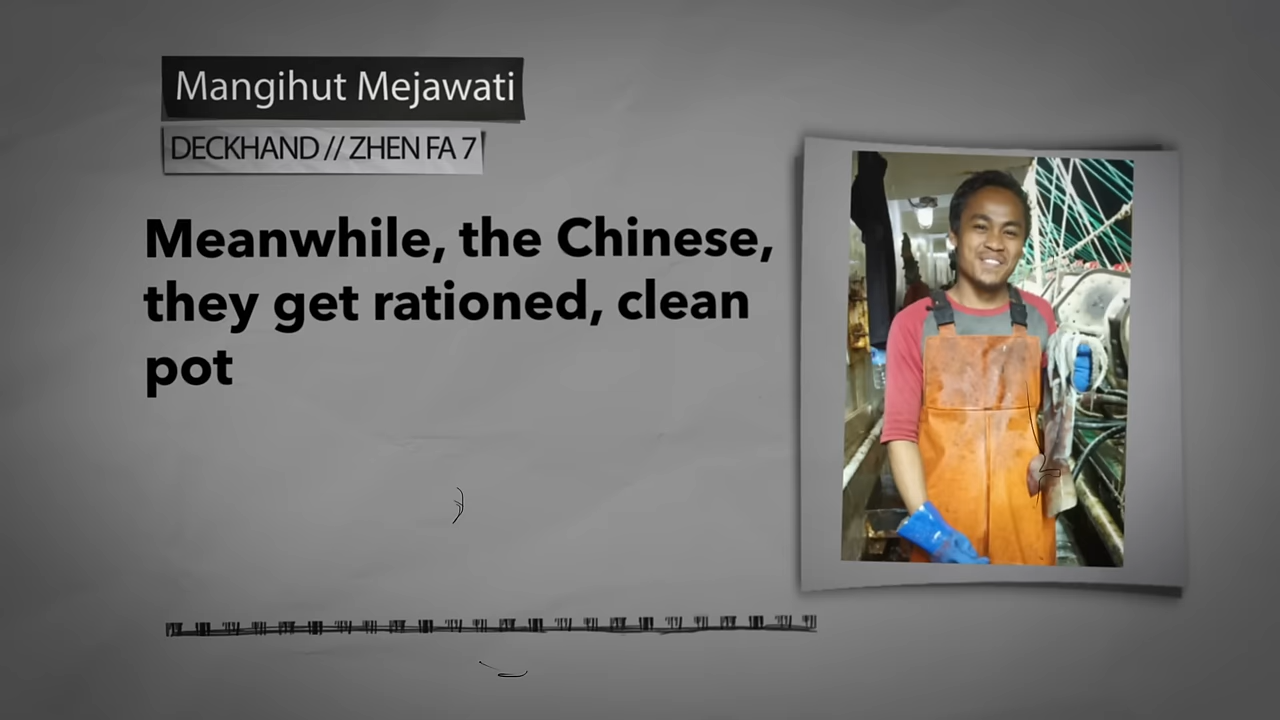 Mangihut Mejawati
DECKHAND // ZHEN FA 7
Meanwhile, the Chinese,
they get rationed, clean
pot